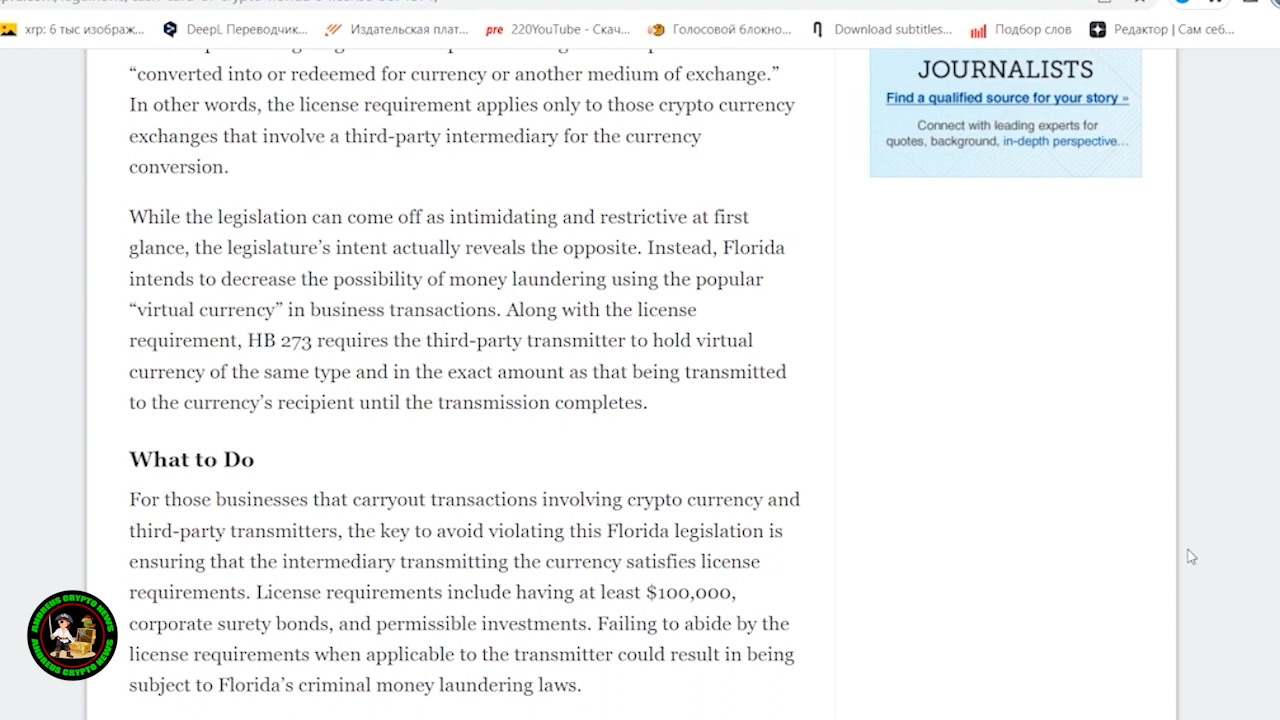 xrp: 6 тыс изображ...
DeepL Переводчик...
Издательская плат...
pre 220YouTube - Скач...
Голосовой блокно...
Download subtitles...
Подбор слов
Редактор | Сам себ...
“converted into or redeemed for currency or another medium of exchange.”
In other words, the license requirement applies only to those crypto currency
exchanges that involve a third-party intermediary for the currency
conversion.
While the legislation can come off as intimidating and restrictive at first
glance, the legislature’s intent actually reveals the opposite. Instead, Florida
intends to decrease the possibility of money laundering using the popular
“virtual currency” in business transactions. Along with the license
requirement, HB 273 requires the third-party transmitter to hold virtual
currency of the same type and in the exact amount as that being transmitted
to the currency’s recipient until the transmission completes.
What to Do
For those businesses that carryout transactions involving crypto currency and
third-party transmitters, the key to avoid violating this Florida legislation is
ensuring that the intermediary transmitting the currency satisfies license
requirements. License requirements include having at least $100,000,
corporate surety bonds, and permissible investments. Failing to abide by the
license requirements when applicable to the transmitter could result in being
subject to Florida’s criminal money laundering laws.
JOURNALISTS
Find a qualified source for your story »
Connect with leading experts for
quotes, background, in-depth perspective...
ANDREUS CRYPTO NEWS
ANDREUS CRYPTO NEWS